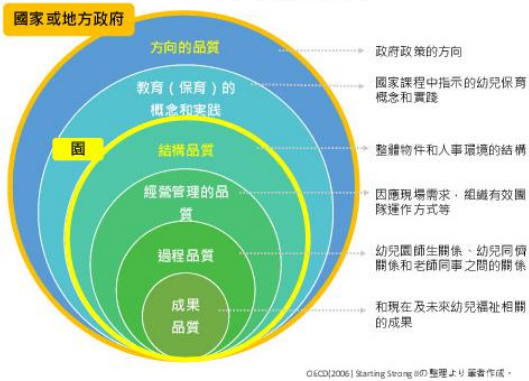 國家或地方政府
方向的品質
政府政策的方向
教育（保育）的
概念和実践
國家課程中指示的幼兒保育
概念和實踐
園
結構品質
整體物件和人事環境的結構
經營管理的品
質
因應現場需求，組織有效團
隊運作方式等
過程品質
幼兒園師生關係、幼兒同儕
關係和老師同事之間的關係
成果
品質
和現在及未來幼兒福祉相關
的成果
OECD(2006) Starting Strong IIの整理より筆者作成。